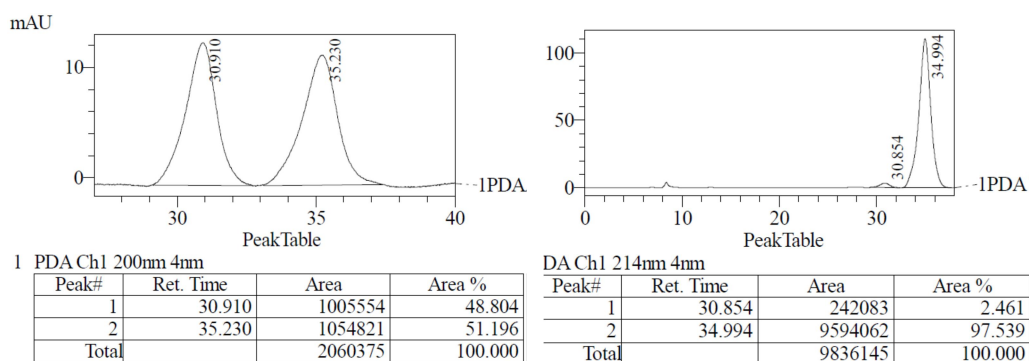 mAU
10
0
30.910
35.230
1PDA
30
35
40
PeakTable
1 PDA Ch1 200nm 4nm
Peak# Ret. Time Area Area %
1 30.910 1005554 48.804
2 35.230 1054821 51.196
Total 2060375 100.000
100
50
0
30.854
34.994
1PDA
0
10
20
30
PeakTable
DA Ch1 214nm 4nm
Peak# Ret. Time Area Area %
1 30.854 242083 2.461
2 34.994 9594062 97.539
Total 9836145 100.000